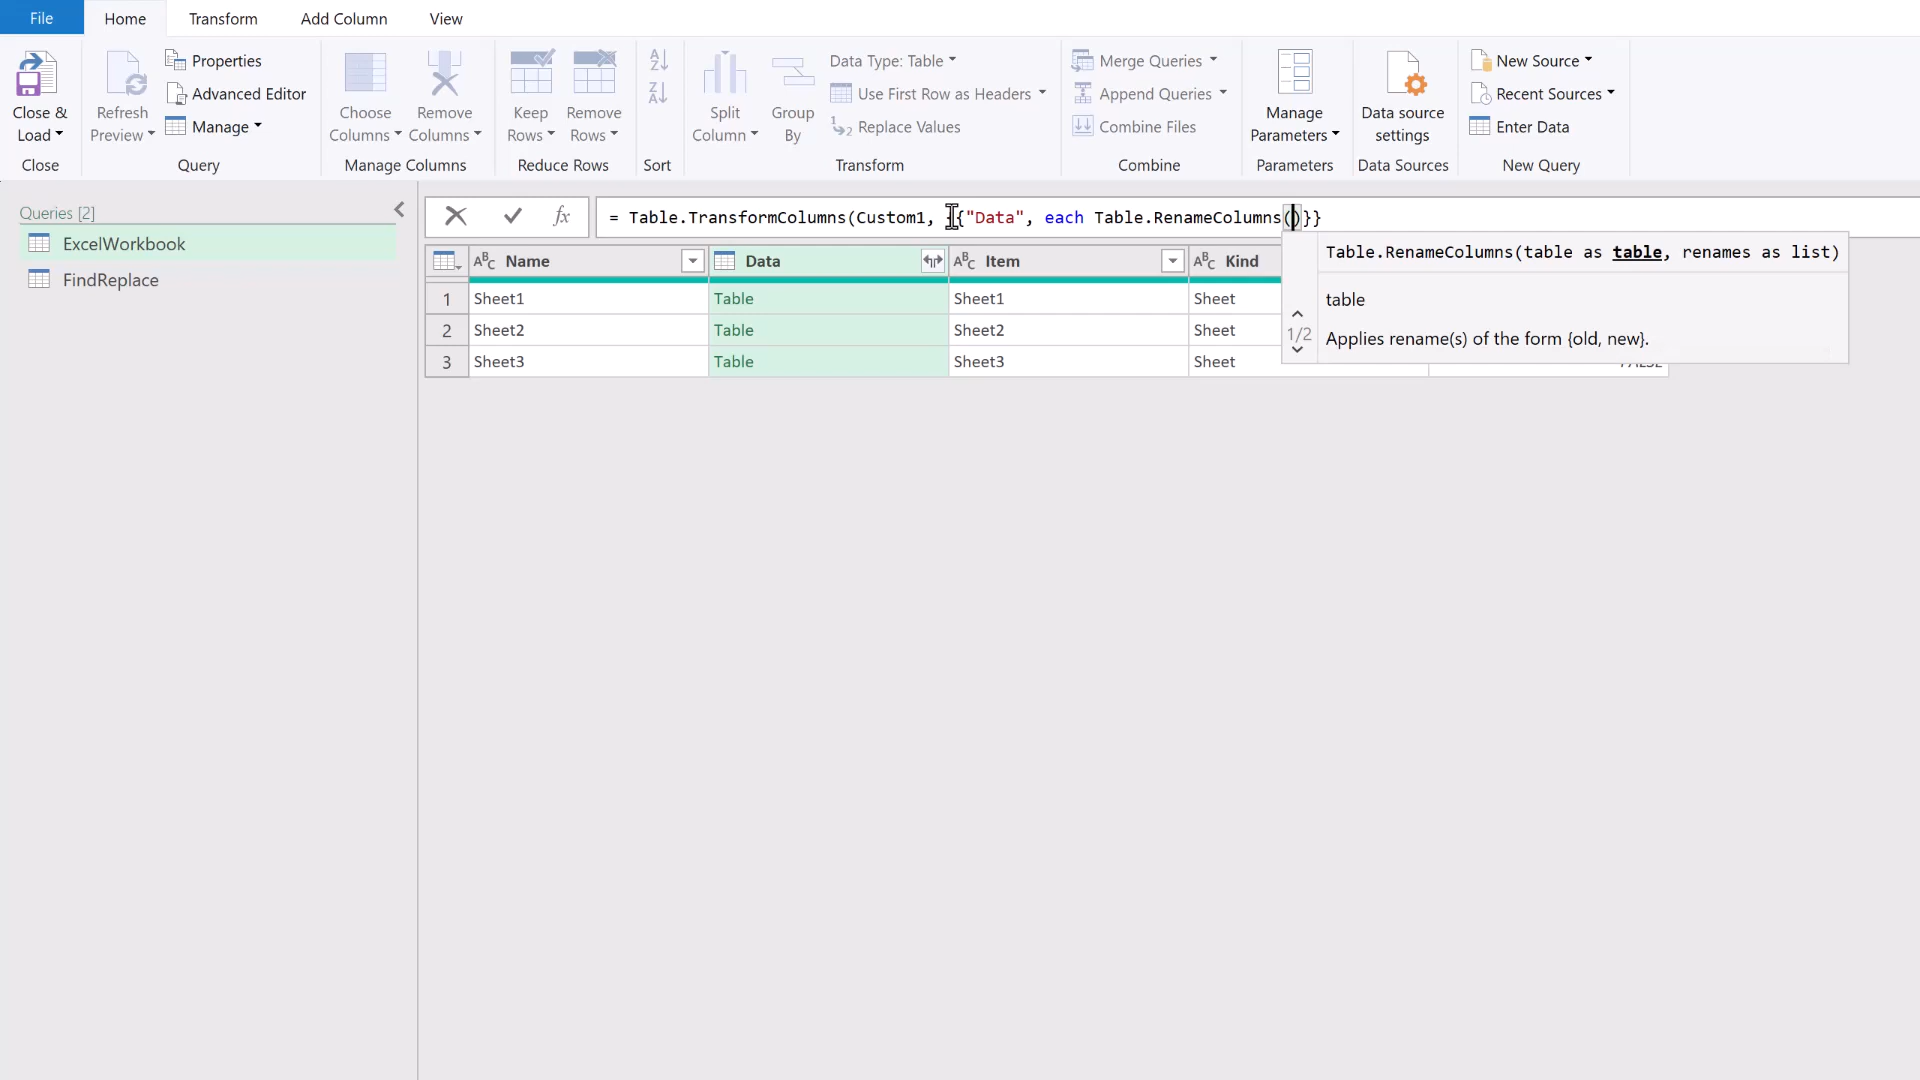 File
Home
Transform
Add Column
View
Close &
Load
Close
Refresh
Preview
Properties
Advanced Editor
Manage
Query
Choose
Columns
Remove
Columns
Manage Columns
Keep
Rows
Remove
Rows
Reduce Rows
Sort
Split
Column
Group
By
Data Type: Table
Use First Row as Headers
Replace Values
Transform
Merge Queries
Append Queries
Combine Files
Combine
Manage
Parameters
Parameters
Data source
settings
Data Sources
New Source
Recent Sources
Enter Data
New Query
Queries [2]
ExcelWorkbook
FindReplace
= Table.TransformColumns(Custom1, {{"Data", each Table.RenameColumns()}}
Table.RenameColumns(table as table, renames as list)
table
1/2
Applies rename(s) of the form {old, new}.
Name Data Item Kind
1 Sheet1 Table Sheet1 Sheet
2 Sheet2 Table Sheet2 Sheet
3 Sheet3 Table Sheet3 Sheet